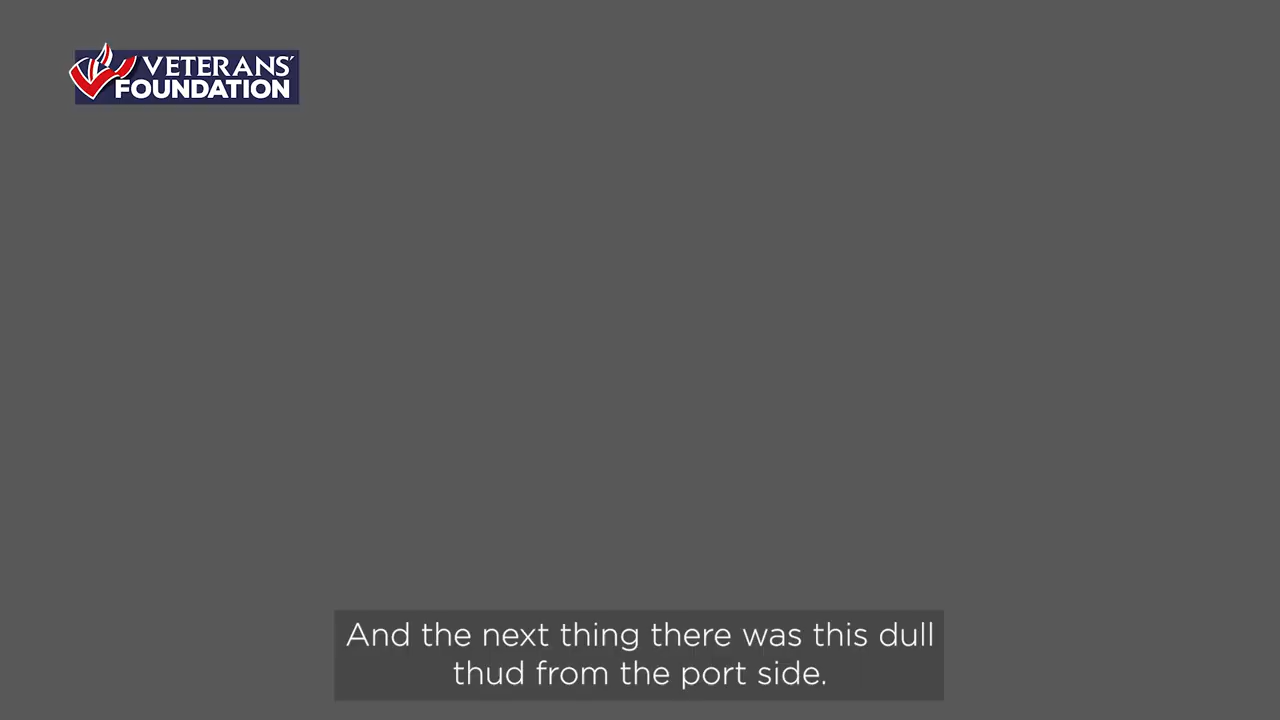 VETERANS'
FOUNDATION
And the next thing there was this dull
thud from the port side.